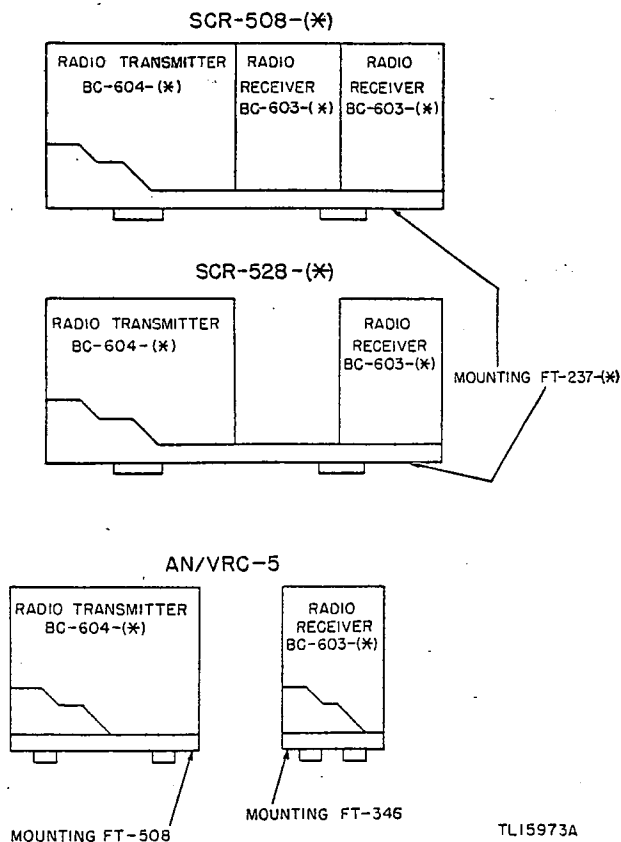 SCR-508-(*)
RADIO TRANSMITTER
BC-604-(*)
RADIO
RECEIVER
BC-603-(*)
RADIO
RECEIVER
BC-603-(*)
SCR-528-(*)
RADIO TRANSMITTER
BC-604-(*)
RADIO
RECEIVER
BC-603-(*)
MOUNTING FT-237-(*)
AN/VRC-5
RADIO TRANSMITTER
BC-604-(*)
RADIO
RECEIVER
BC-603-(*)
MOUNTING FT-508
MOUNTING FT-346
TL15973A